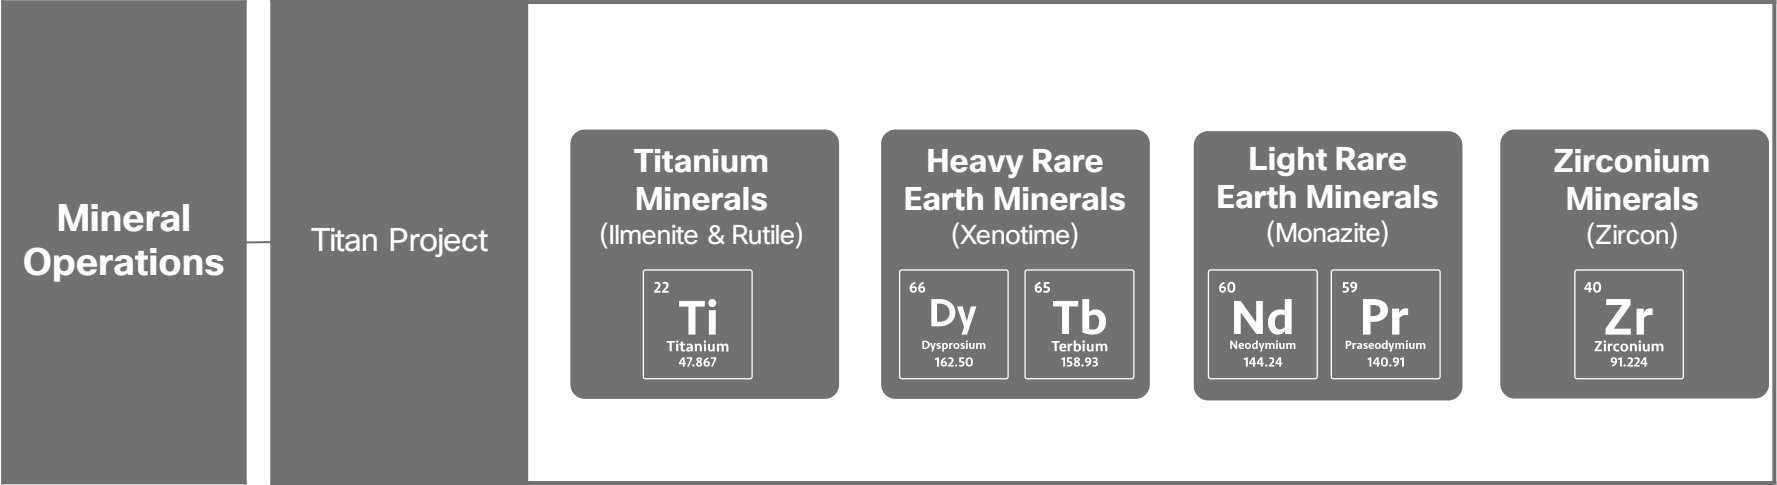 Mineral
Operations
Titan Project
Titanium
Minerals
(Ilmenite & Rutile)
22
Ti
Titanium
47.867
Heavy Rare
Earth Minerals
(Xenotime)
66
Dy
Dysprosium
162.50
65
Tb
Terbium
158.93
Light Rare
Earth Minerals
(Monazite)
60
Nd
Neodymium
144.24
59
Pr
Praseodymium
140.91
Zirconium
Minerals
(Zircon)
40
Zr
Zirconium
91.224